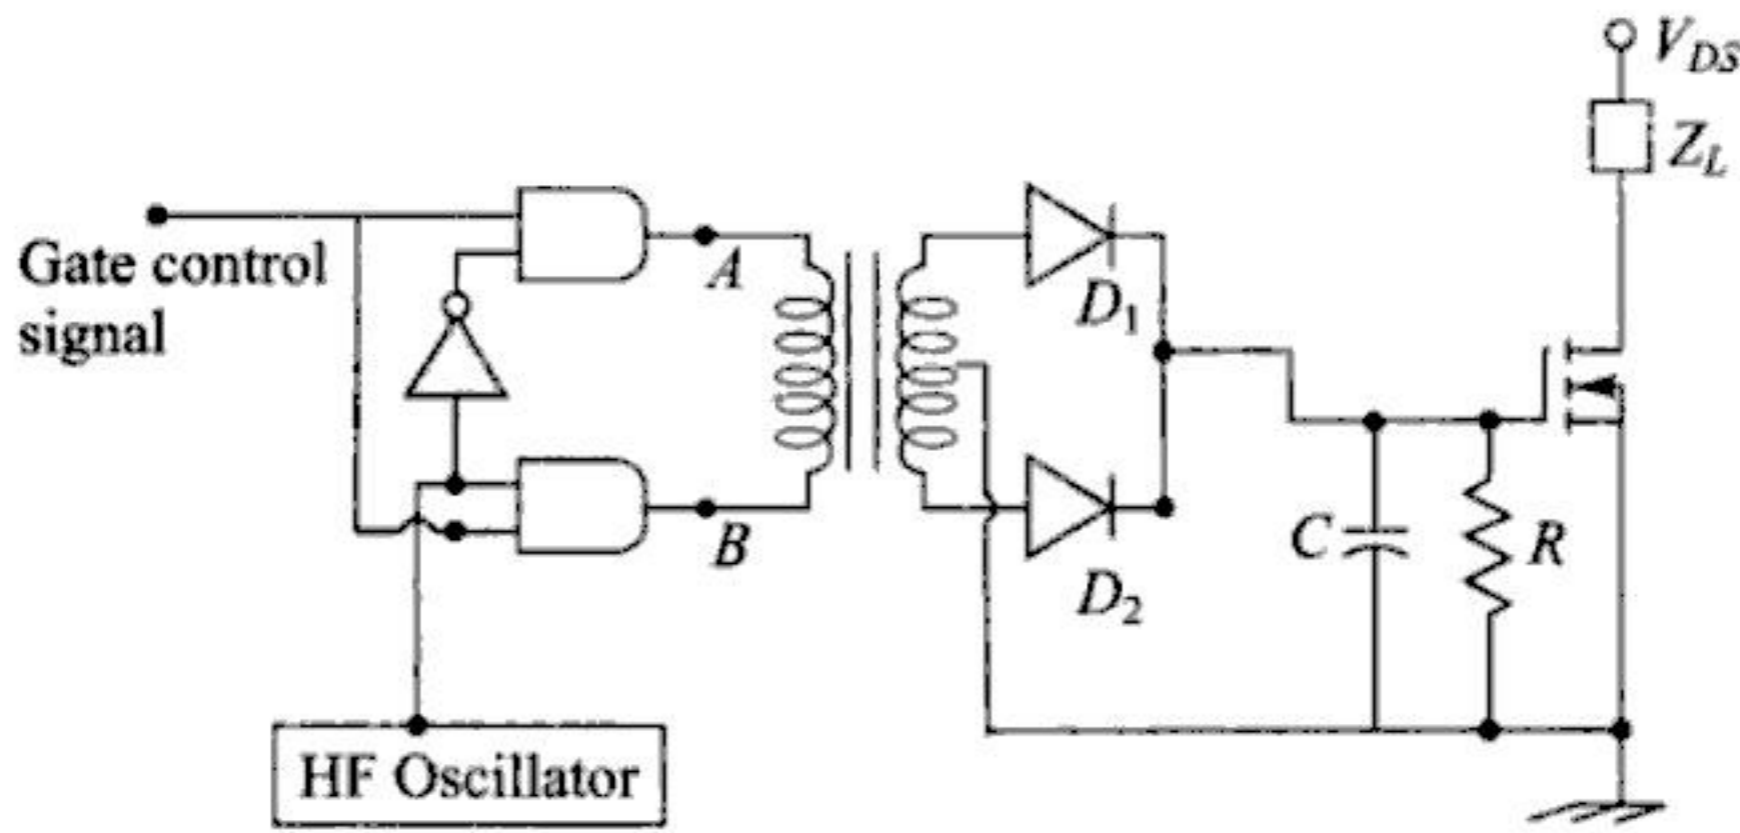 V_DS
Z_L
Gate control
signal
A
D_1
B
D_2
C
R
HF Oscillator